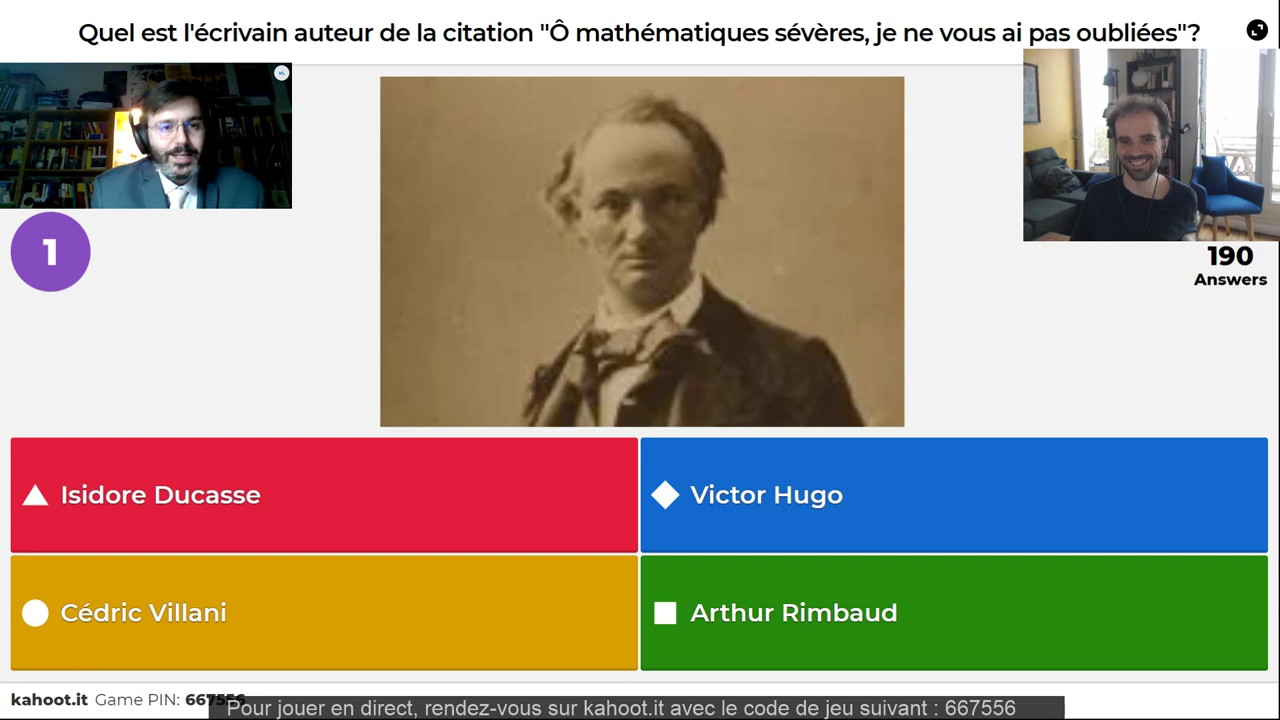 Quel est l'écrivain auteur de la citation "Ô mathématiques sévères, je ne vous ai pas oubliées"?
1
190
Answers
Isidore Ducasse
Victor Hugo
Cédric Villani
Arthur Rimbaud
kahoot.it Game PIN: 667556
Pour jouer en direct, rendez-vous sur kahoot.it avec le code de jeu suivant : 667556